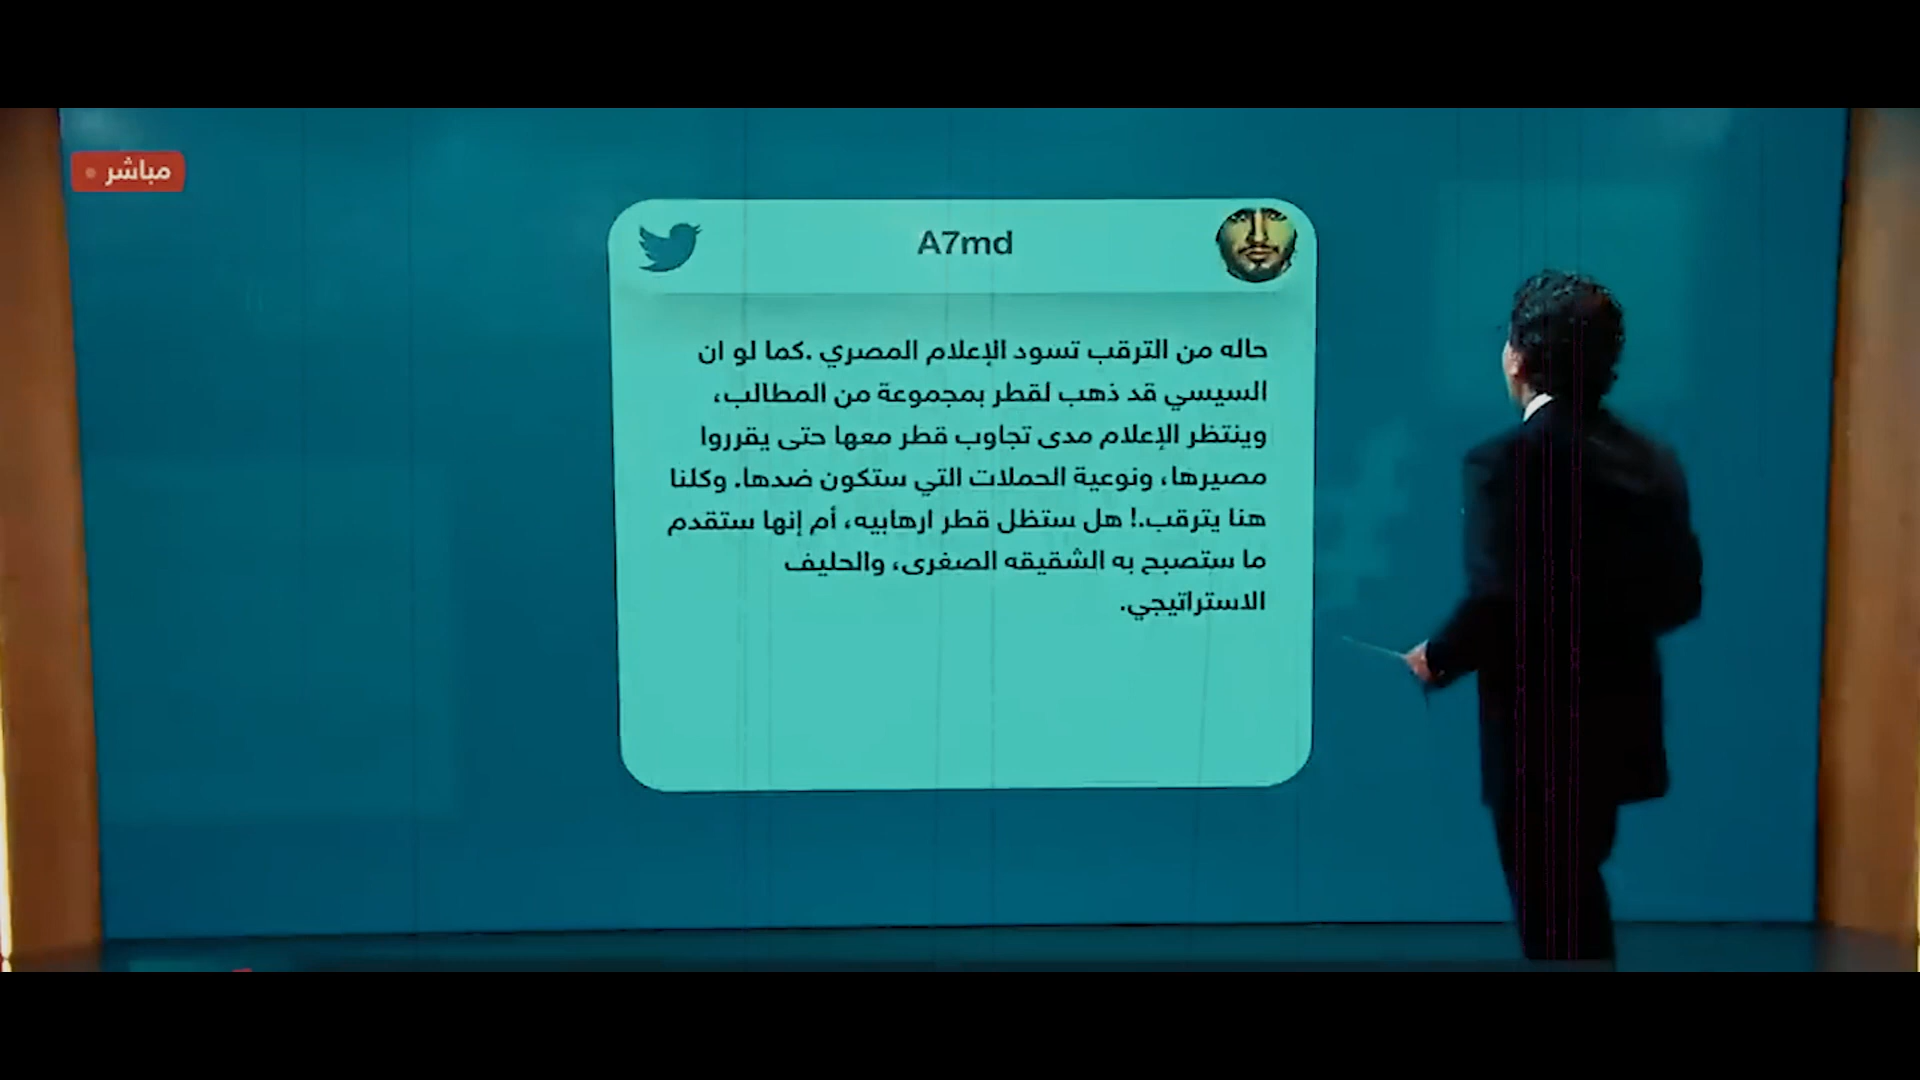 مباشر
A7md
حاله من الترقب تسود الإعلام المصري .كما لو ان
السيسي قد ذهب لقطر بمجموعة من المطالب،
وينتظر الإعلام مدى تجاوب قطر معها حتى يقرروا
مصيرها، ونوعية الحملات التي ستكون ضدها. وكلنا
هنا يترقب.! هل ستظل قطر ارهابيه، أم إنها ستقدم
ما ستصبح به الشقيقه الصغرى، والحليف
الاستراتيجي.